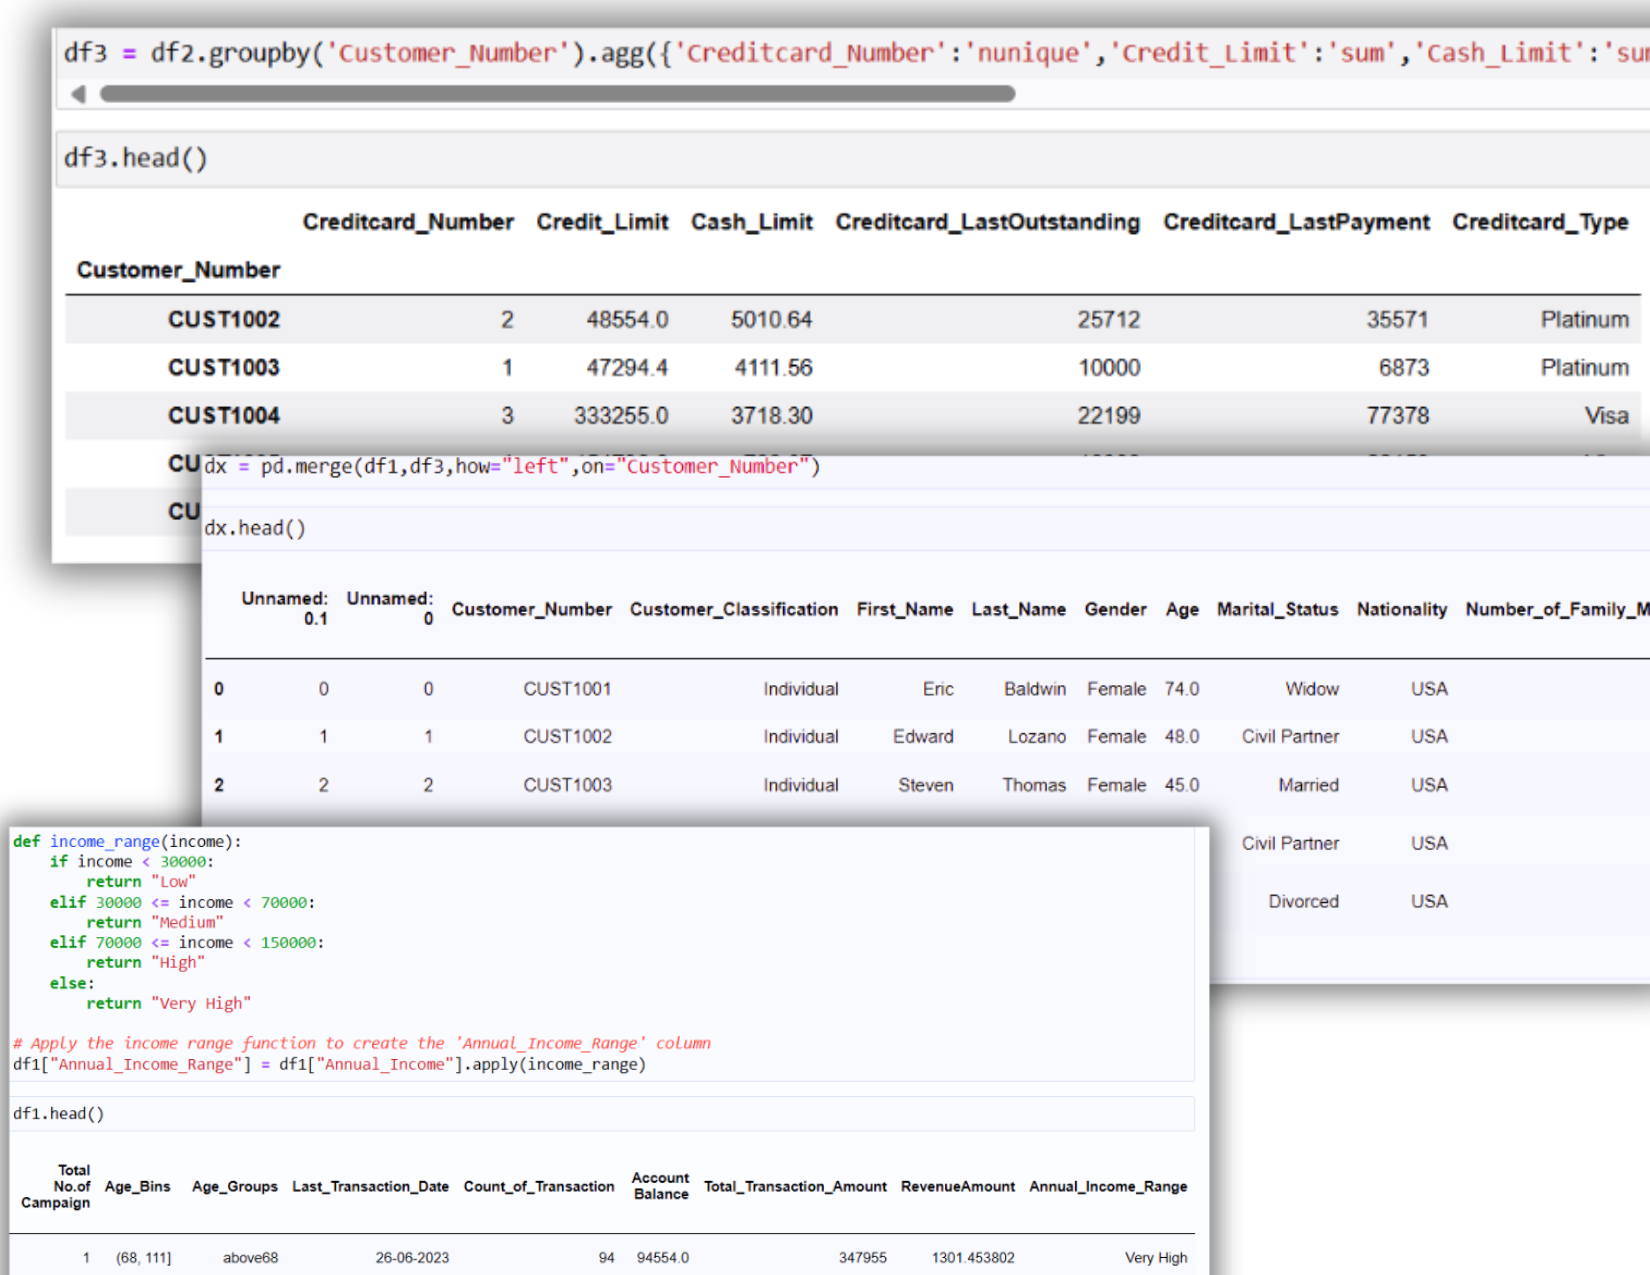 df3 = df2.groupby('Customer_Number').agg({'Creditcard_Number':'nunique','Credit_Limit':'sum','Cash_Limit':'sum
df3.head()
Creditcard_Number Credit_Limit Cash_Limit Creditcard_LastOutstanding Creditcard_LastPayment Creditcard_Type
Customer_Number
CUST1002 2 48554.0 5010.64 25712 35571 Platinum
CUST1003 1 47294.4 4111.56 10000 6873 Platinum
CUST1004 3 333255.0 3718.30 22199 77378 Visa
CU
CU
dx = pd.merge(df1,df3,how="left",on="Customer_Number")
dx.head()
Unnamed: 0.1 Unnamed: 0 Customer_Number Customer_Classification First_Name Last_Name Gender Age Marital_Status Nationality Number_of_Family_M
0 0 0 CUST1001 Individual Eric Baldwin Female 74.0 Widow USA
1 1 1 CUST1002 Individual Edward Lozano Female 48.0 Civil Partner USA
2 2 2 CUST1003 Individual Steven Thomas Female 45.0 Married USA
Civil Partner USA
Divorced USA
def income_range(income):
    if income < 30000:
        return "Low"
    elif 30000 <= income < 70000:
        return "Medium"
    elif 70000 <= income < 150000:
        return "High"
    else:
        return "Very High"
# Apply the income range function to create the 'Annual_Income_Range' column
df1["Annual_Income_Range"] = df1["Annual_Income"].apply(income_range)
df1.head()
Total No.of Campaign Age_Bins Age_Groups Last_Transaction_Date Count_of_Transaction Account Balance Total_Transaction_Amount RevenueAmount Annual_Income_Range
1 (68, 111] above68 26-06-2023 94 94554.0 347955 1301.453802 Very High